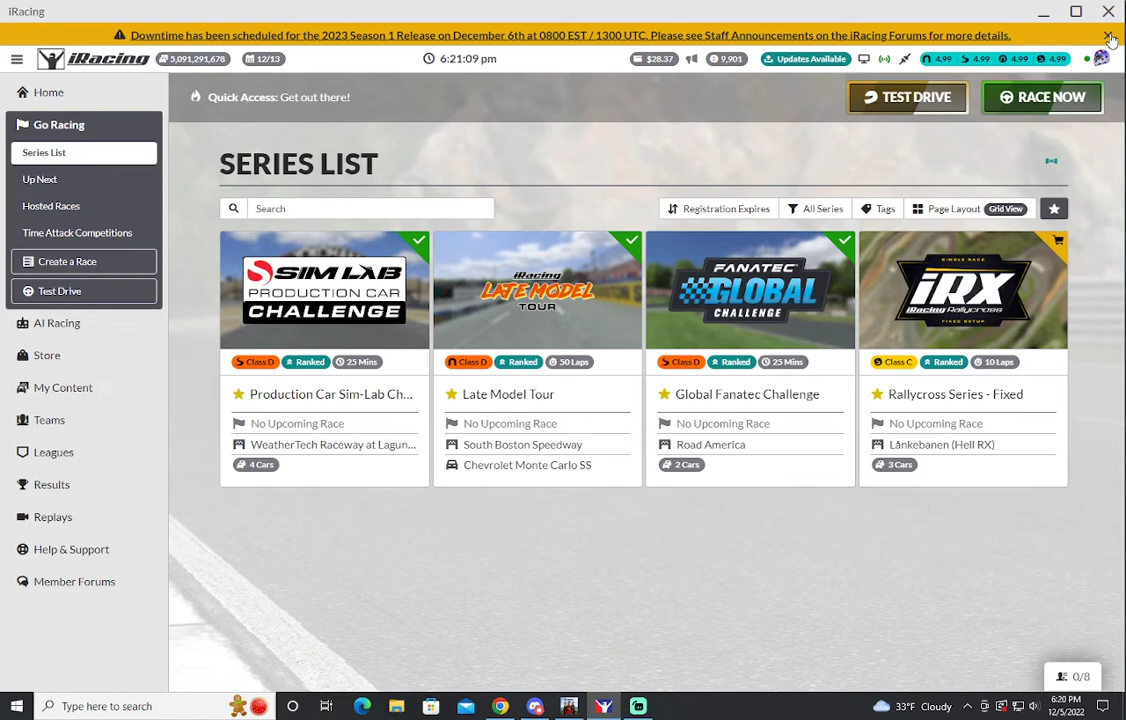 iRacing
Downtime has been scheduled for the 2023 Season 1 Release on December 6th at 0800 EST / 1300 UTC. Please see Staff Announcements on the iRacing Forums for more details.
iRacing
5,091,291,678
12/13
6:21:09 pm
$28.37
9,901
Updates Available
4.99
4.99
4.99
4.99
Home
Go Racing
Series List
Up Next
Hosted Races
Time Attack Competitions
Create a Race
Test Drive
AI Racing
Store
My Content
Teams
Leagues
Results
Replays
Help & Support
Member Forums
Quick Access: Get out there!
TEST DRIVE
RACE NOW
SERIES LIST
Search
Registration Expires
All Series
Tags
Page Layout Grid View
SIM LAB
PRODUCTION CAR
CHALLENGE
Class D
Ranked
25 Mins
Production Car Sim-Lab Ch...
No Upcoming Race
WeatherTech Raceway at Lagun...
4 Cars
iRacing
LATE MODEL
TOUR
Class D
Ranked
50 Laps
Late Model Tour
No Upcoming Race
South Boston Speedway
Chevrolet Monte Carlo SS
FANATEC
GLOBAL
CHALLENGE
Class D
Ranked
25 Mins
Global Fanatec Challenge
No Upcoming Race
Road America
2 Cars
SINGLE RACE
iRX
iRacing Rallycross
FIXED SETUP
Class C
Ranked
10 Laps
Rallycross Series - Fixed
No Upcoming Race
Lånkebanen (Hell RX)
3 Cars
0/8
Type here to search
33°F Cloudy
6:20 PM
12/5/2022